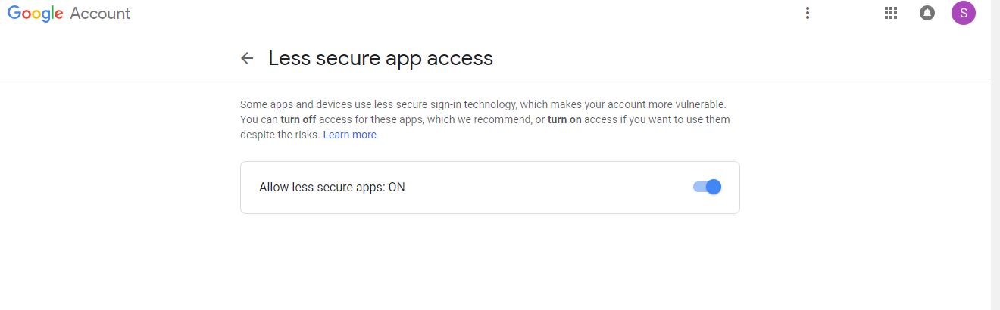 Google Account
S
Less secure app access
Some apps and devices use less secure sign-in technology, which makes your account more vulnerable.
You can turn off access for these apps, which we recommend, or turn on access if you want to use them
despite the risks. Learn more
Allow less secure apps: ON